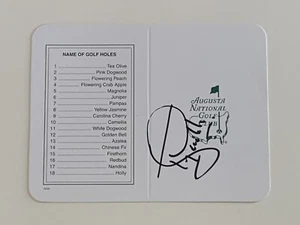 NAME OF GOLF HOLES
1 Tea Olive
2 Pink Dogwood
3 Flowering Peach
4 Flowering Crab Apple
5 Magnolia
6 Juniper
7 Pampas
8 Yellow Jasmine
9 Carolina Cherry
10 Camellia
11 White Dogwood
12 Golden Bell
13 Azalea
14 Chinese Fir
15 Firethorn
16 Redbud
17 Nandina
18 Holly
AUGUSTA
NATIONAL
GOLF
CLUB